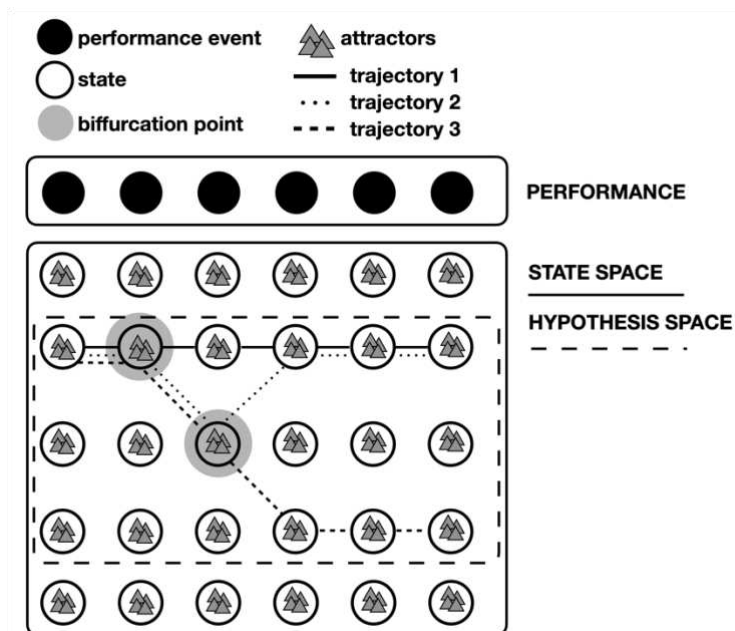 performance event
attractors
state
trajectory 1
trajectory 2
biffurcation point
trajectory 3
PERFORMANCE
STATE SPACE
HYPOTHESIS SPACE